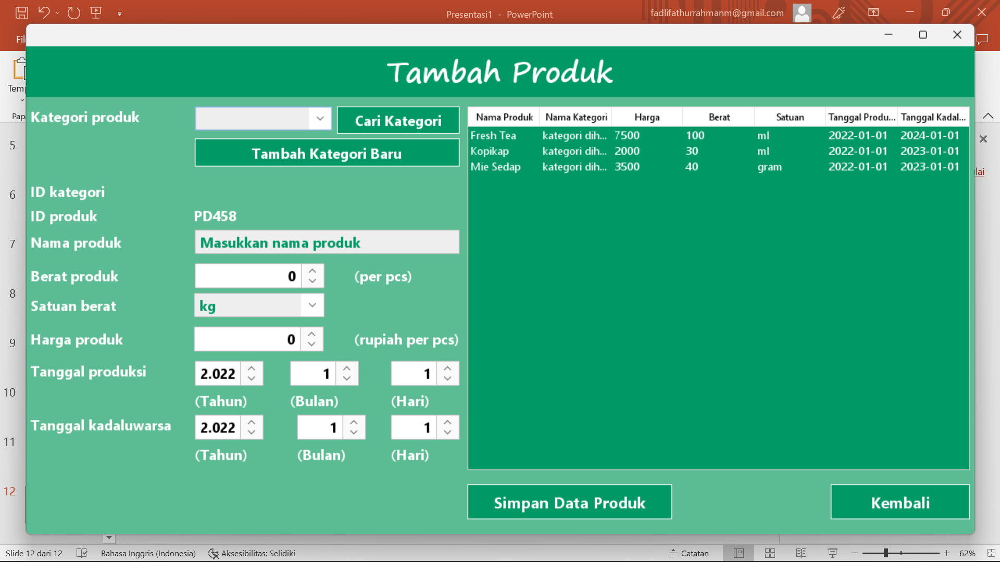 Presentasi1 - PowerPoint
fadlifathurrahmanm@gmail.com
Tambah Produk
Kategori produk
Cari Kategori
Tambah Kategori Baru
ID kategori
ID produk PD458
Nama produk Masukkan nama produk
Berat produk 0 (per pcs)
Satuan berat kg
Harga produk 0 (rupiah per pcs)
Tanggal produksi 2.022 1 1
(Tahun) (Bulan) (Hari)
Tanggal kadaluwarsa 2.022 1 1
(Tahun) (Bulan) (Hari)
Nama Produk Nama Kategori Harga Berat Satuan Tanggal Produ... Tanggal Kadal...
Fresh Tea kategori dih... 7500 100 ml 2022-01-01 2024-01-01
Kopikap kategori dih... 2000 30 ml 2022-01-01 2023-01-01
Mie Sedap kategori dih... 3500 40 gram 2022-01-01 2023-01-01
Simpan Data Produk
Kembali
5
6
7
8
9
10
11
12
Slide 12 dari 12 Bahasa Inggris (Indonesia) Aksesibilitas: Selidiki Catatan 62%